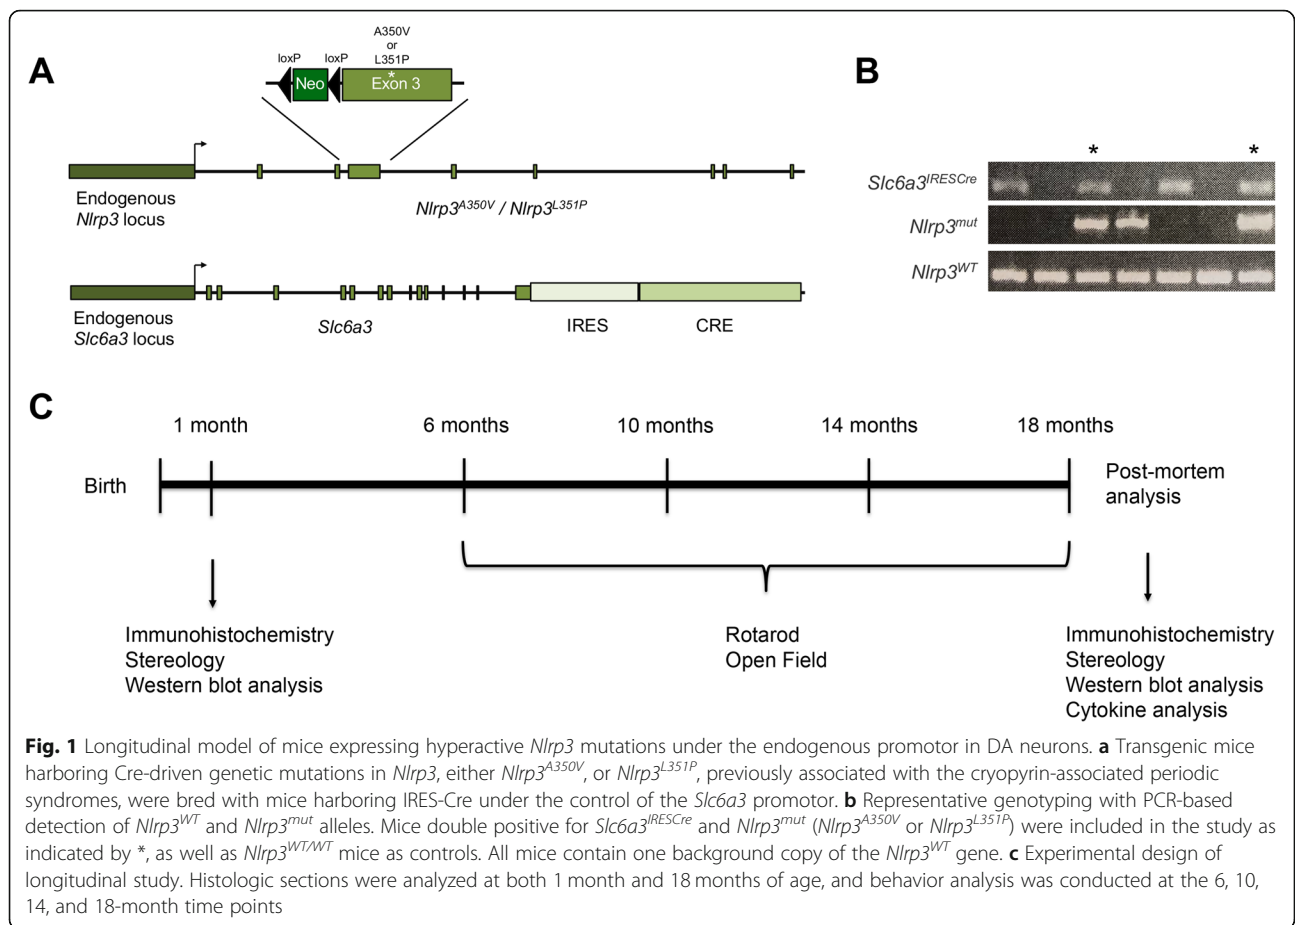 A
A350V
or
L351P
loxP
loxP
Neo
*
Exon 3
Endogenous
Nlrp3 locus
Nlrp3A350V / Nlrp3L351P
Endogenous
Slc6a3 locus
Slc6a3
IRES
CRE
B
* *
Slc6a3IRESCre
Nlrp3mut
Nlrp3WT
C
1 month 6 months 10 months 14 months 18 months
Birth
Post-mortem
analysis
Immunohistochemistry
Stereology
Western blot analysis
Rotarod
Open Field
Immunohistochemistry
Stereology
Western blot analysis
Cytokine analysis
Fig. 1 Longitudinal model of mice expressing hyperactive Nlrp3 mutations under the endogenous promotor in DA neurons. a Transgenic mice
harboring Cre-driven genetic mutations in Nlrp3, either Nlrp3A350V, or Nlrp3L351P, previously associated with the cryopyrin-associated periodic
syndromes, were bred with mice harboring IRES-Cre under the control of the Slc6a3 promotor. b Representative genotyping with PCR-based
detection of Nlrp3WT and Nlrp3mut alleles. Mice double positive for Slc6a3IRESCre and Nlrp3mut (Nlrp3A350V or Nlrp3L351P) were included in the study as
indicated by *, as well as Nlrp3WT/WT mice as controls. All mice contain one background copy of the Nlrp3WT gene. c Experimental design of
longitudinal study. Histologic sections were analyzed at both 1 month and 18 months of age, and behavior analysis was conducted at the 6, 10,
14, and 18-month time points